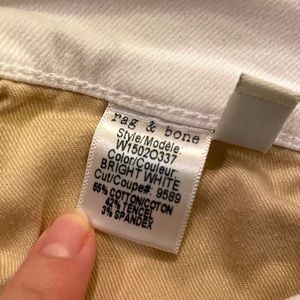 rag & bone
Style/Modèle:
W1502O337
Color/Couleur:
BRIGHT WHITE
Cut/Coupe#: 9589
55% COTTON/COTON
42% TENCEL
3% SPANDEX